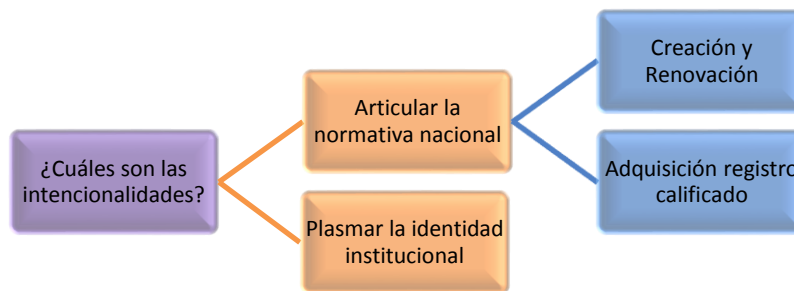 ¿Cuáles son las
intencionalidades?
Articular la
normativa nacional
Plasmar la identidad
institucional
Creación y
Renovación
Adquisición registro
calificado